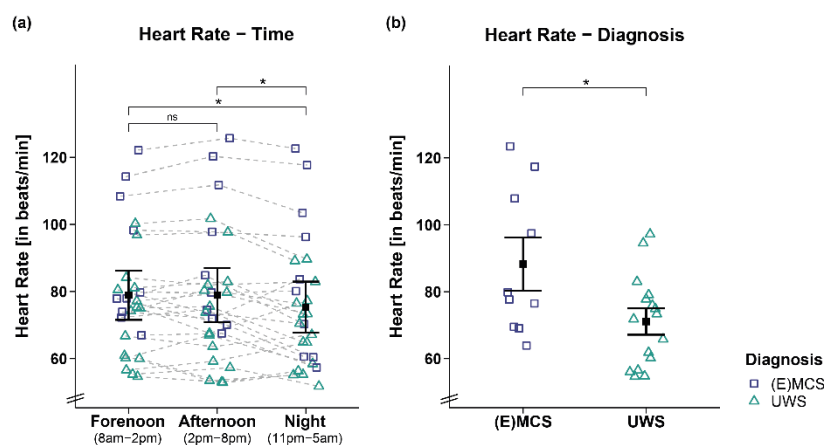 (a)
Heart Rate − Time
Heart Rate [in beats/min]
120
100
80
60
*
*
ns
Forenoon
(8am−2pm)
Afternoon
(2pm−8pm)
Night
(11pm−5am)
(b)
Heart Rate − Diagnosis
Heart Rate [in beats/min]
120
100
80
60
*
(E)MCS
UWS
Diagnosis
(E)MCS
UWS